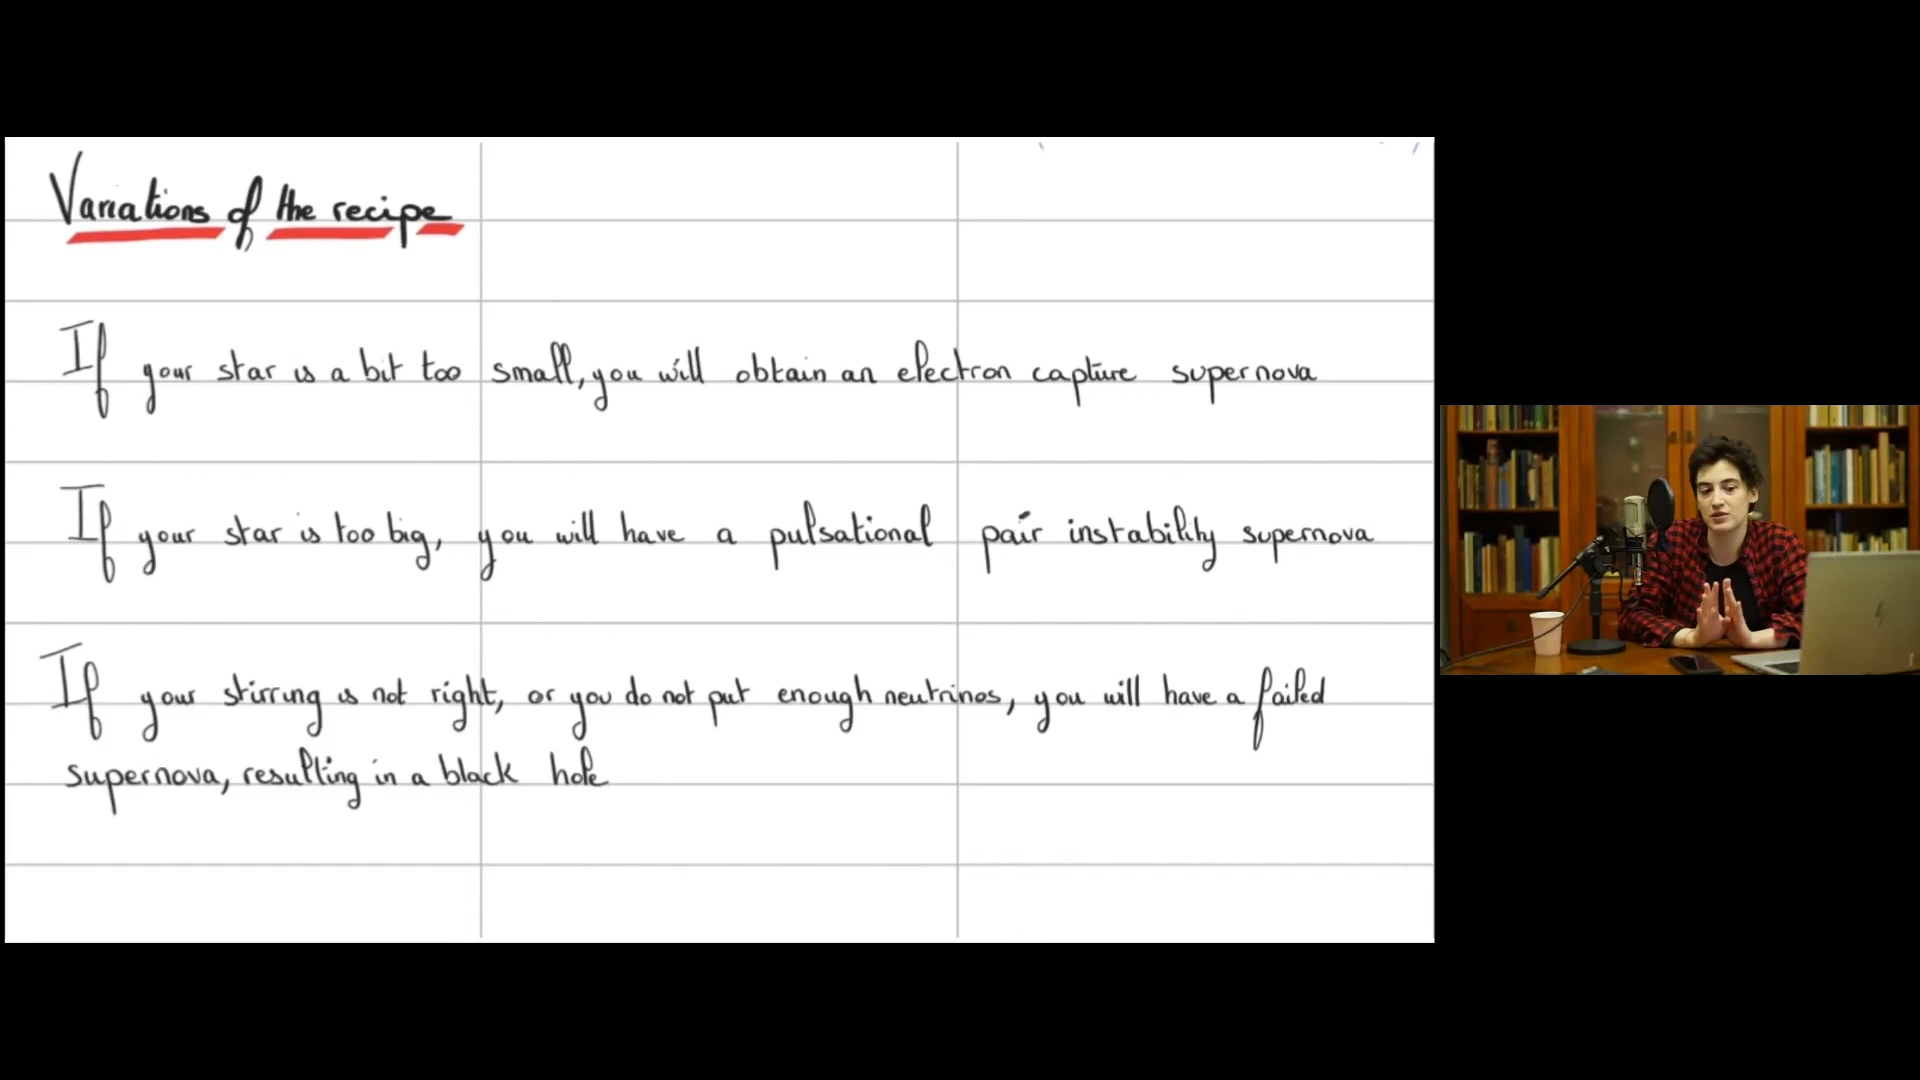 Variations of the recipe
If your star is a bit too small, you will obtain an electron capture supernova
If your star is too big, you will have a pulsational pair instability supernova
If your stirring is not right, or you do not put enough neutrinos, you will have a failed
supernova, resulting in a black hole